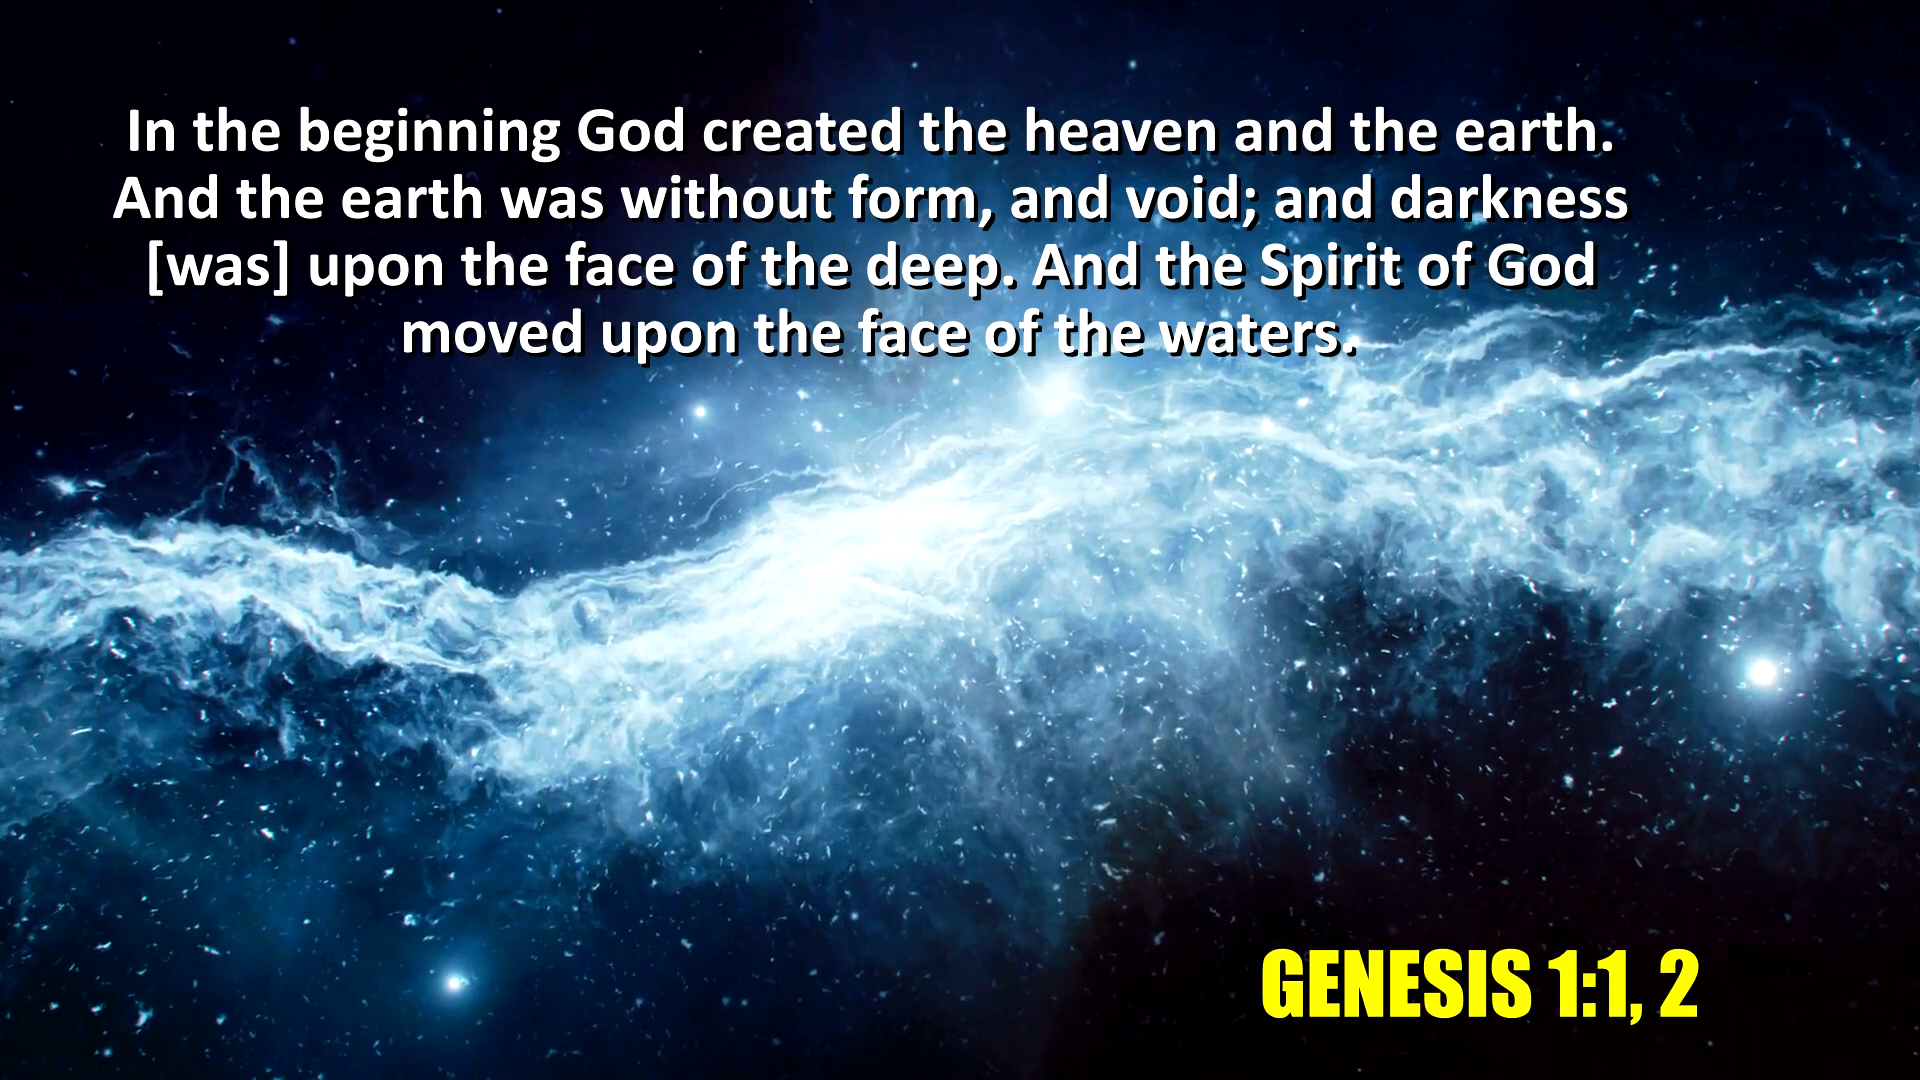 In the beginning God created the heaven and the earth.
And the earth was without form, and void; and darkness
[was] upon the face of the deep. And the Spirit of God
moved upon the face of the waters.
GENESIS 1:1, 2